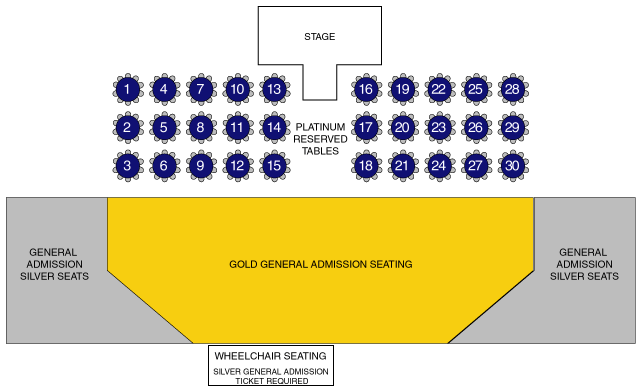 STAGE
1 4 7 10 13 16 19 22 25 28
2 5 8 11 14 17 20 23 26 29
3 6 9 12 15 18 21 24 27 30
PLATINUM
RESERVED
TABLES
GENERAL
ADMISSION
SILVER SEATS
GOLD GENERAL ADMISSION SEATING
GENERAL
ADMISSION
SILVER SEATS
WHEELCHAIR SEATING
SILVER GENERAL ADMISSION
TICKET REQUIRED